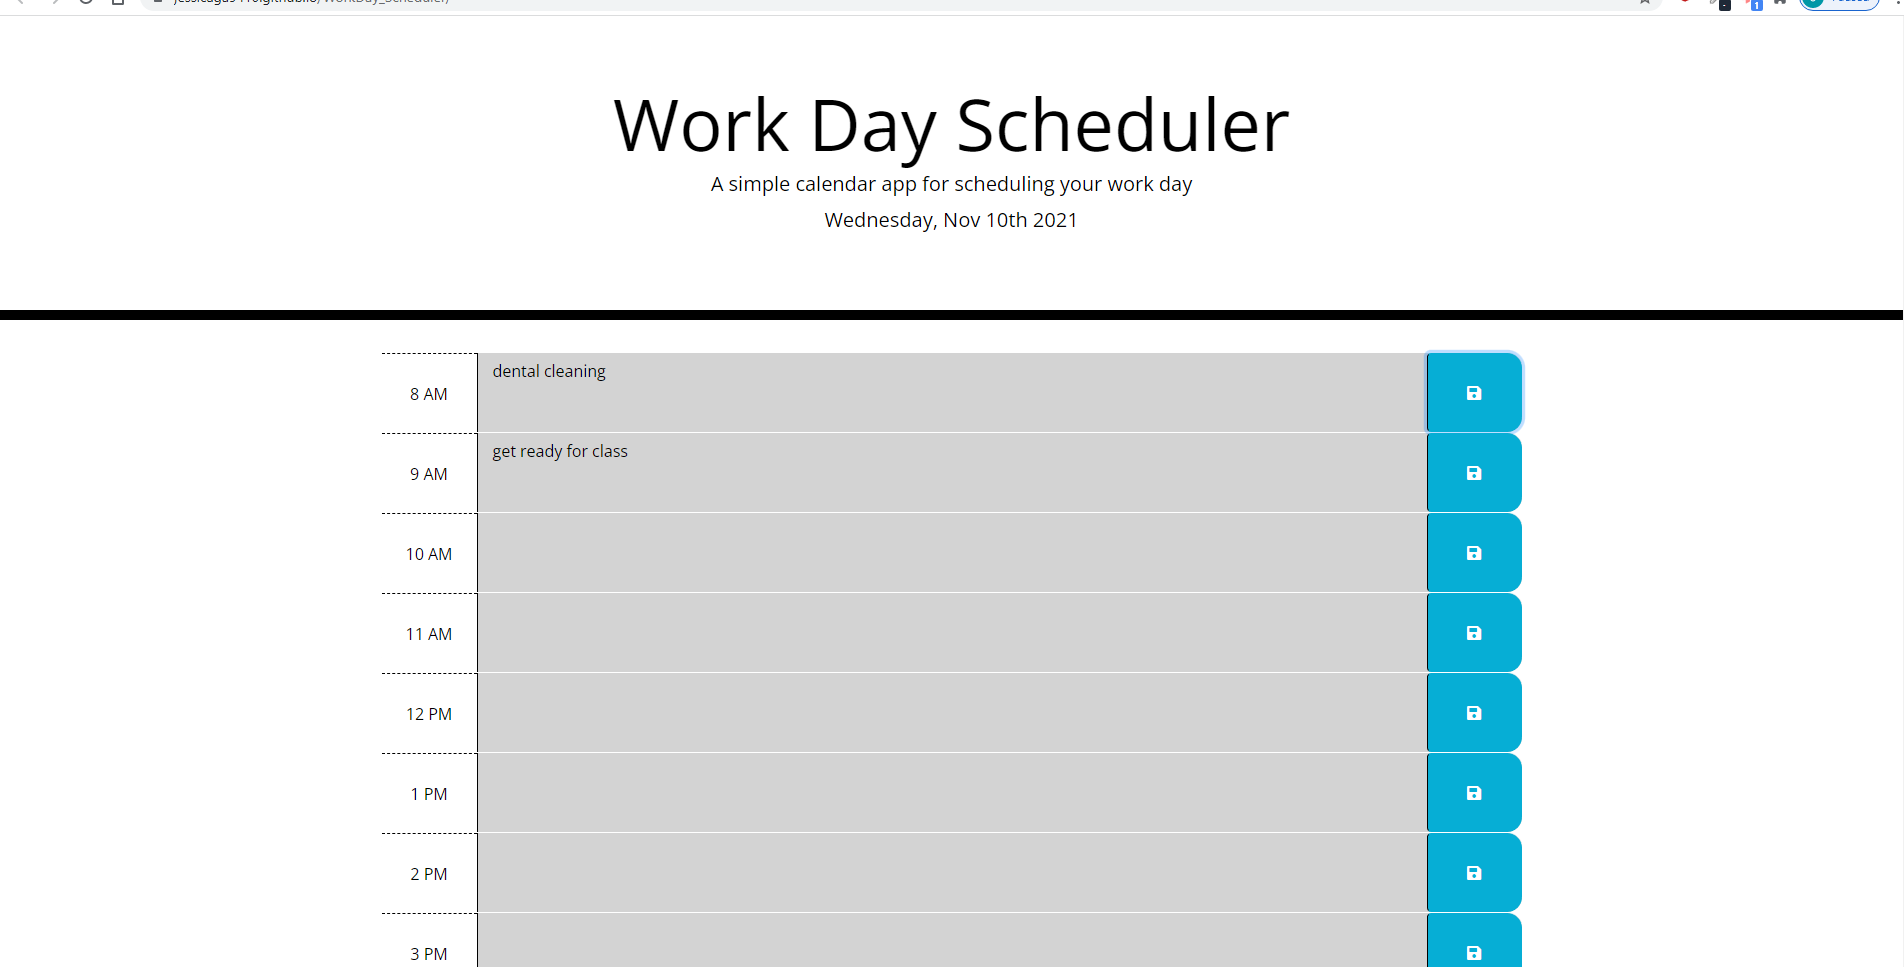 Work Day Scheduler
A simple calendar app for scheduling your work day
Wednesday, Nov 10th 2021
8 AM
dental cleaning
9 AM
get ready for class
10 AM
11 AM
12 PM
1 PM
2 PM
3 PM